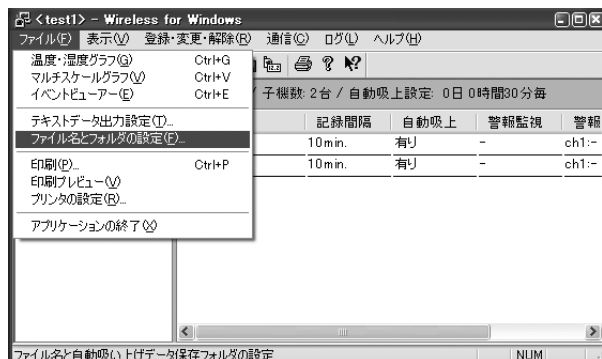 <test1> - Wireless for Windows
ファイル(F) 表示(V) 登録・変更・解除(R) 通信(C) ログ(L) ヘルプ(H)
温度・湿度グラフ(G) Ctrl+G
マルチスケールグラフ(V) Ctrl+V
イベントビューアー(E) Ctrl+E
/ 子機数: 2台 / 自動吸上設定: 0日 0時間30分毎
テキストデータ出力設定(T)...
記録間隔 自動吸上 警報監視 警報
ファイル名とフォルダの設定(F)...
10min. 有り - ch1:-
印刷(P)... Ctrl+P
10min. 有り - ch1:-
印刷プレビュー(V)
プリンタの設定(R)...
アプリケーションの終了(X)
ファイル名と自動吸い上げデータ保存フォルダの設定 NUM